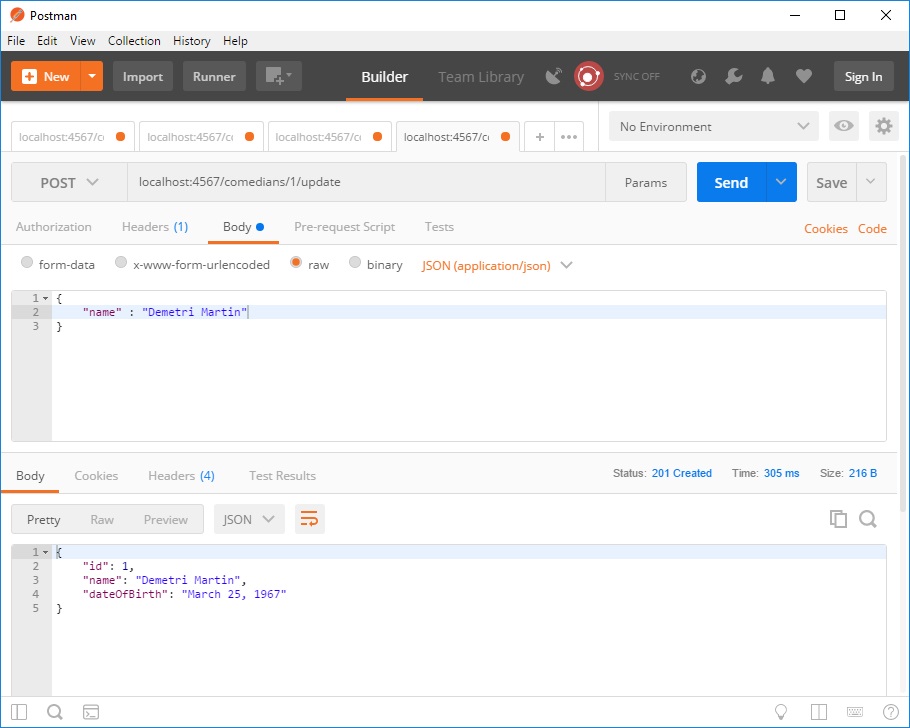 Postman
File Edit View Collection History Help
New Import Runner Builder Team Library SYNC OFF Sign In
localhost:4567/c localhost:4567/c localhost:4567/c localhost:4567/c + ••• No Environment
POST localhost:4567/comedians/1/update Params Send Save
Authorization Headers (1) Body Pre-request Script Tests Cookies Code
form-data x-www-form-urlencoded raw binary JSON (application/json)
1 {
2 "name" : "Demetri Martin"
3 }
Body Cookies Headers (4) Test Results Status: 201 Created Time: 305 ms Size: 216 B
Pretty Raw Preview JSON
1 {
2 "id": 1,
3 "name": "Demetri Martin",
4 "dateOfBirth": "March 25, 1967"
5 }